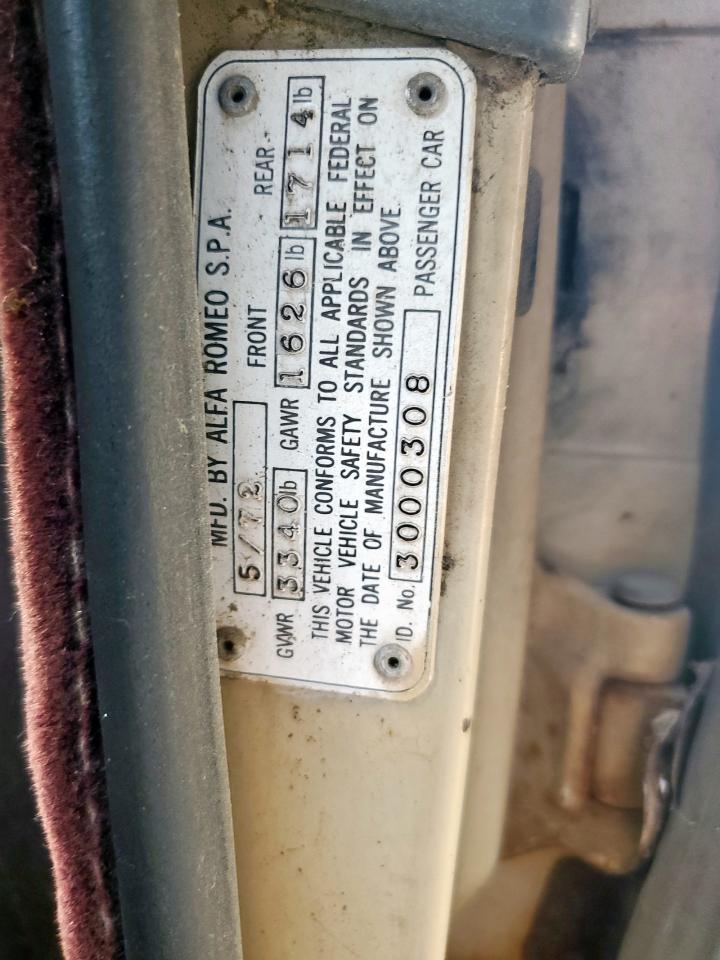 MFD. BY ALFA ROMEO S.P.A.
5/72 FRONT REAR
GVWR 3340 lb GAWR 1626 lb 1714 lb
THIS VEHICLE CONFORMS TO ALL APPLICABLE FEDERAL
MOTOR VEHICLE SAFETY STANDARDS IN EFFECT ON
THE DATE OF MANUFACTURE SHOWN ABOVE
ID. No. 3000308 PASSENGER CAR